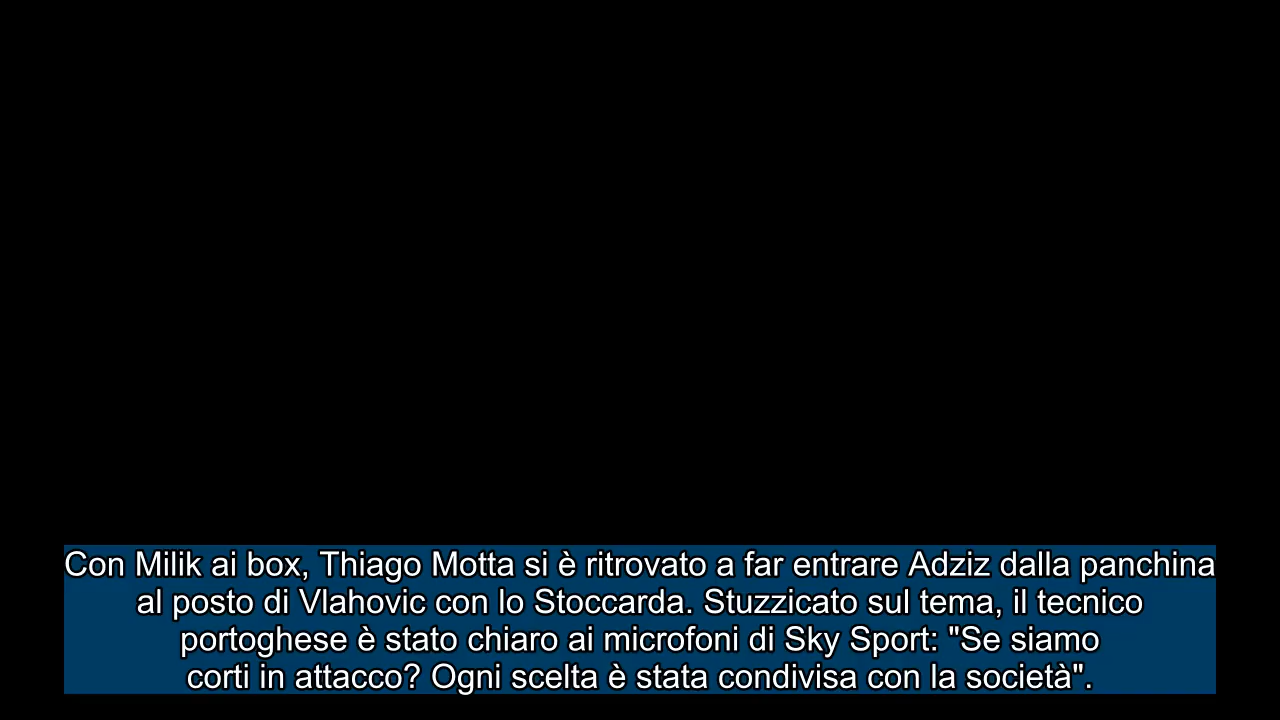 Con Milik ai box, Thiago Motta si è ritrovato a far entrare Adziz dalla panchina
al posto di Vlahovic con lo Stoccarda. Stuzzicato sul tema, il tecnico
portoghese è stato chiaro ai microfoni di Sky Sport: "Se siamo
corti in attacco? Ogni scelta è stata condivisa con la società".